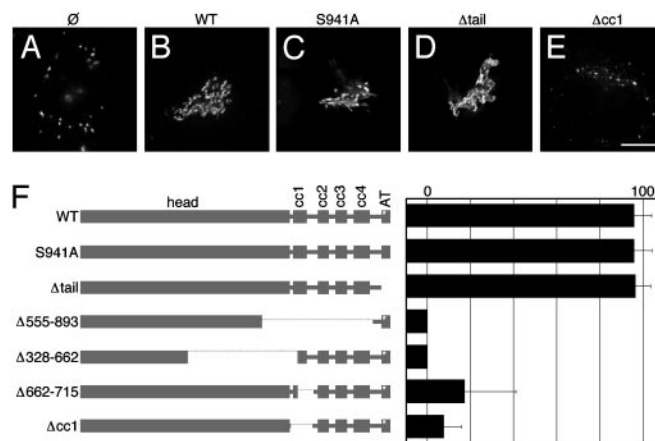 Ø WT S941A Δtail Δcc1
A B C D E
F
head cc1 cc2 cc3 cc4 AT
0 100
WT
S941A
Δtail
Δ555-893
Δ328-662
Δ662-715
Δcc1